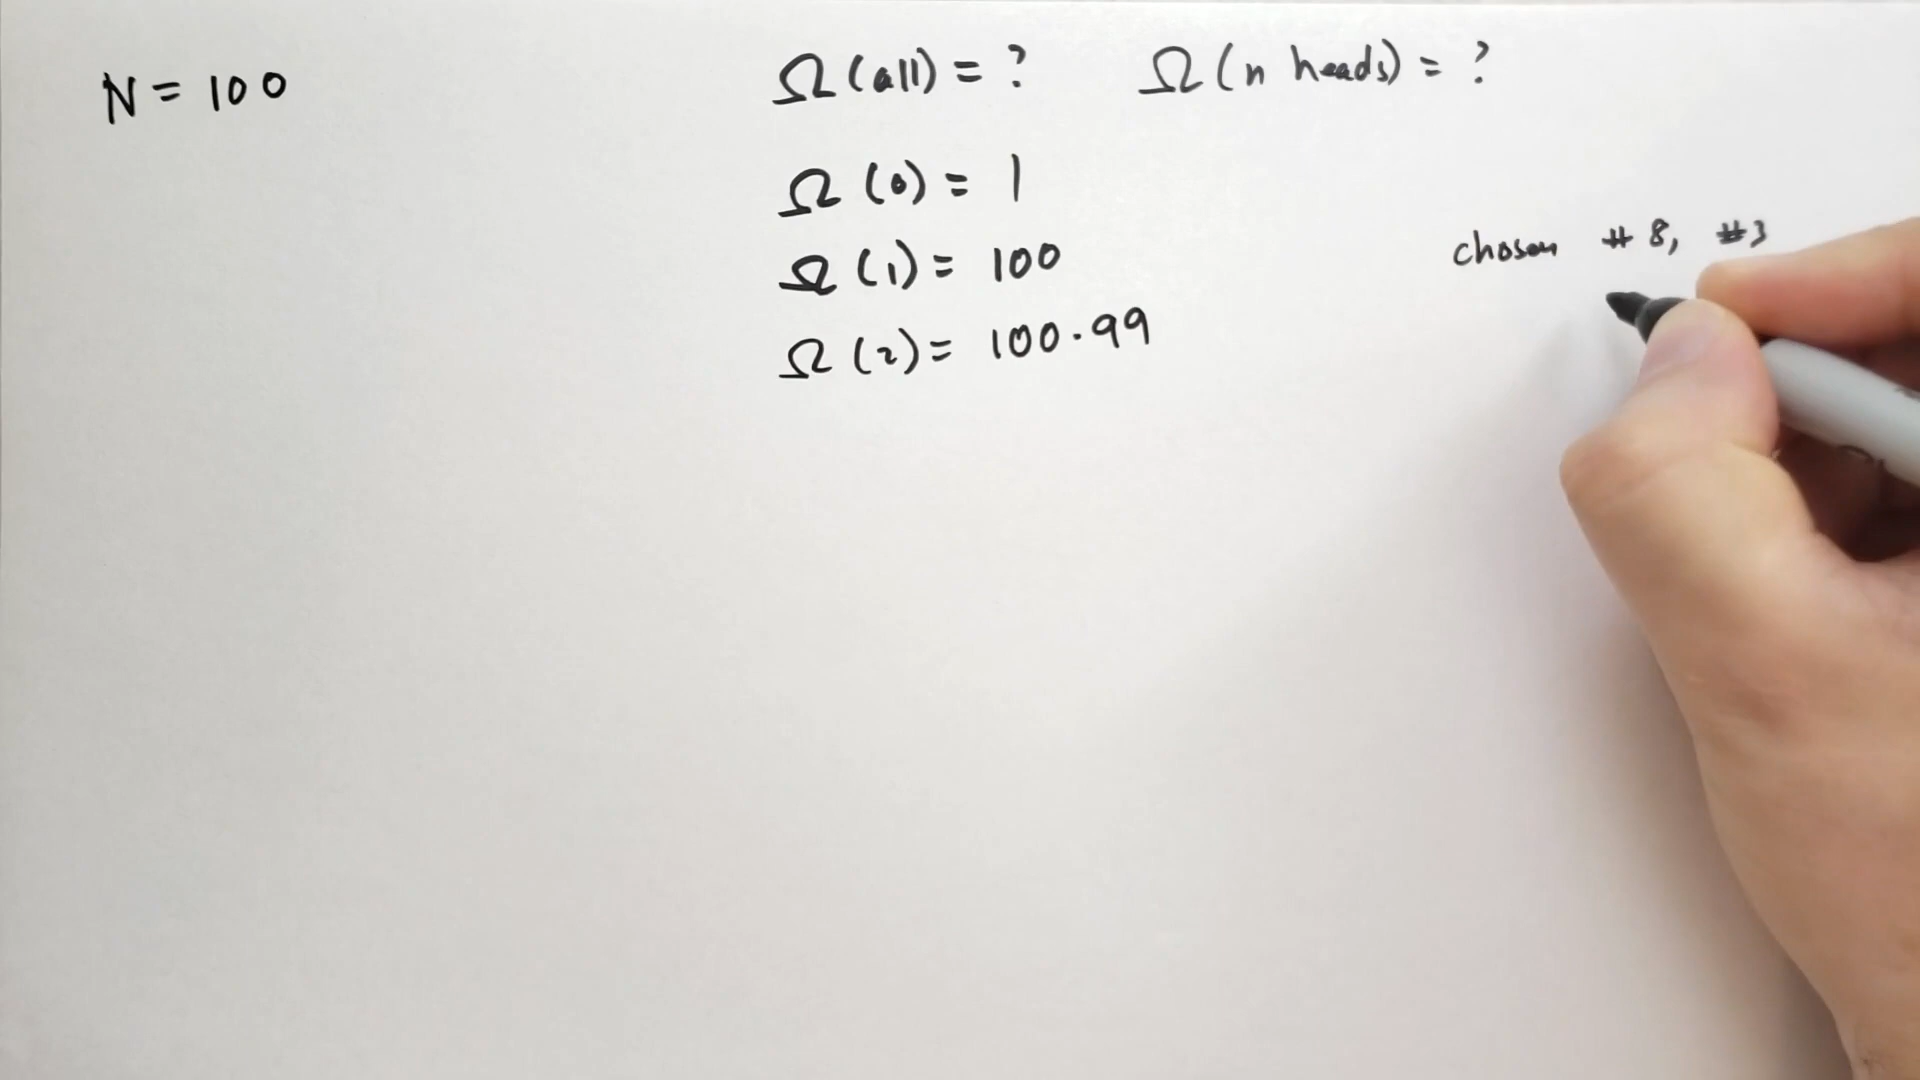 N = 100
Ω(all) = ? Ω(n heads) = ?
Ω(0) = 1
Ω(1) = 100
Ω(2) = 100·99
chosen #8, #3